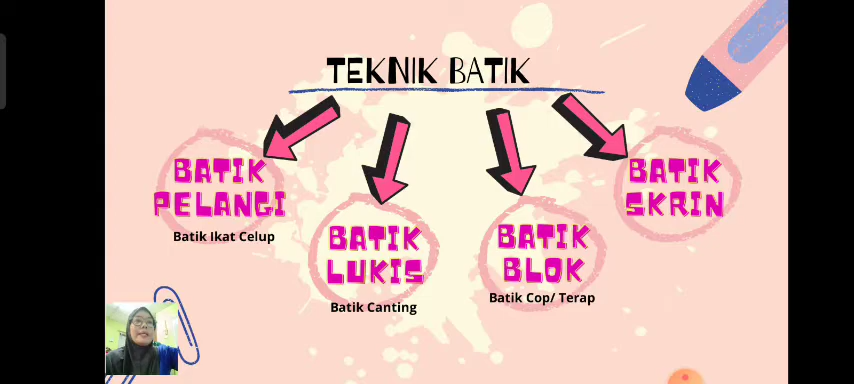 TEKNIK BATIK
BATIK
PELANGI
Batik Ikat Celup
BATIK
LUKIS
Batik Canting
BATIK
BLOK
Batik Cop/ Terap
BATIK
SKRIN